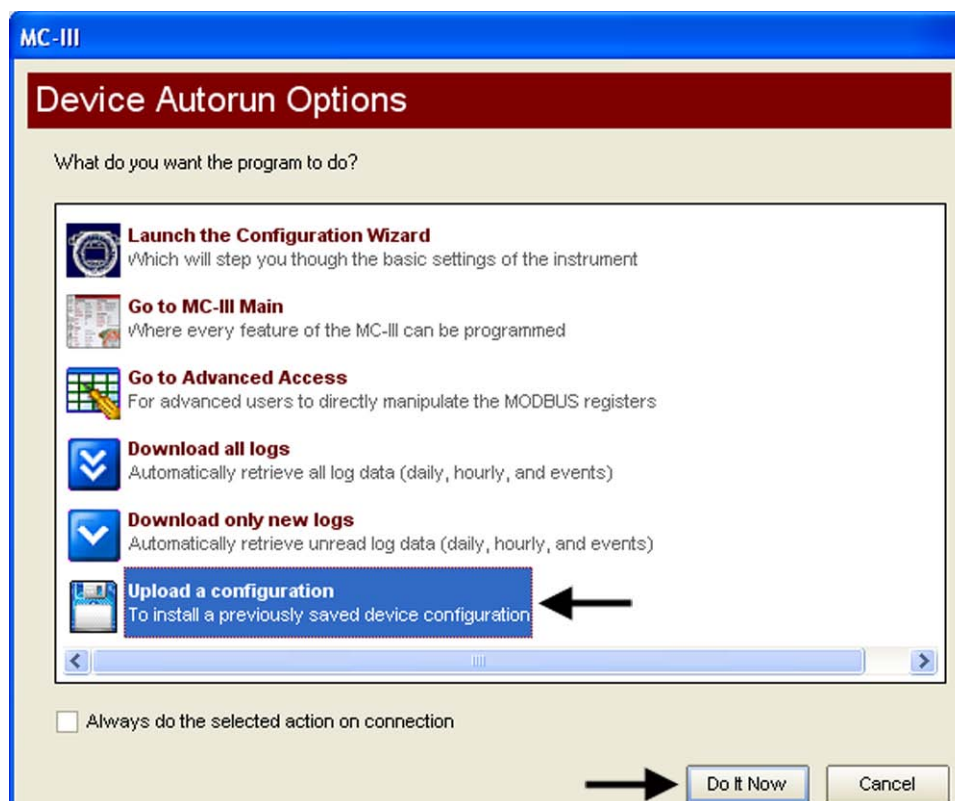 MC-III
Device Autorun Options
What do you want the program to do?
Launch the Configuration Wizard
Which will step you though the basic settings of the instrument
Go to MC-III Main
Where every feature of the MC-III can be programmed
Go to Advanced Access
For advanced users to directly manipulate the MODBUS registers
Download all logs
Automatically retrieve all log data (daily, hourly, and events)
Download only new logs
Automatically retrieve unread log data (daily, hourly, and events)
Upload a configuration
To install a previously saved device configuration
Always do the selected action on connection
Do It Now Cancel